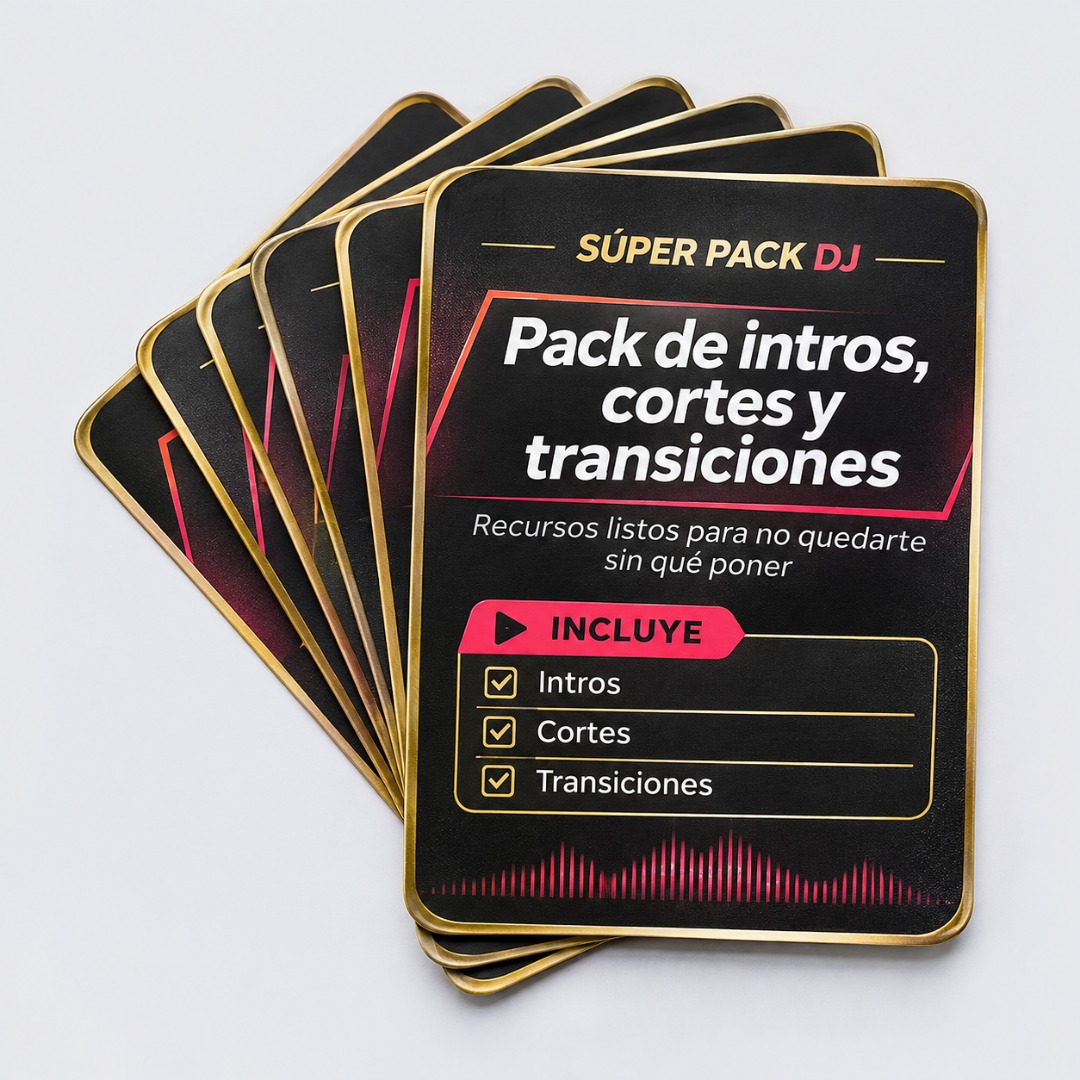 SÚPER PACK DJ
Pack de intros,
cortes y
transiciones
Recursos listos para no quedarte
sin qué poner
INCLUYE
Intros
Cortes
Transiciones